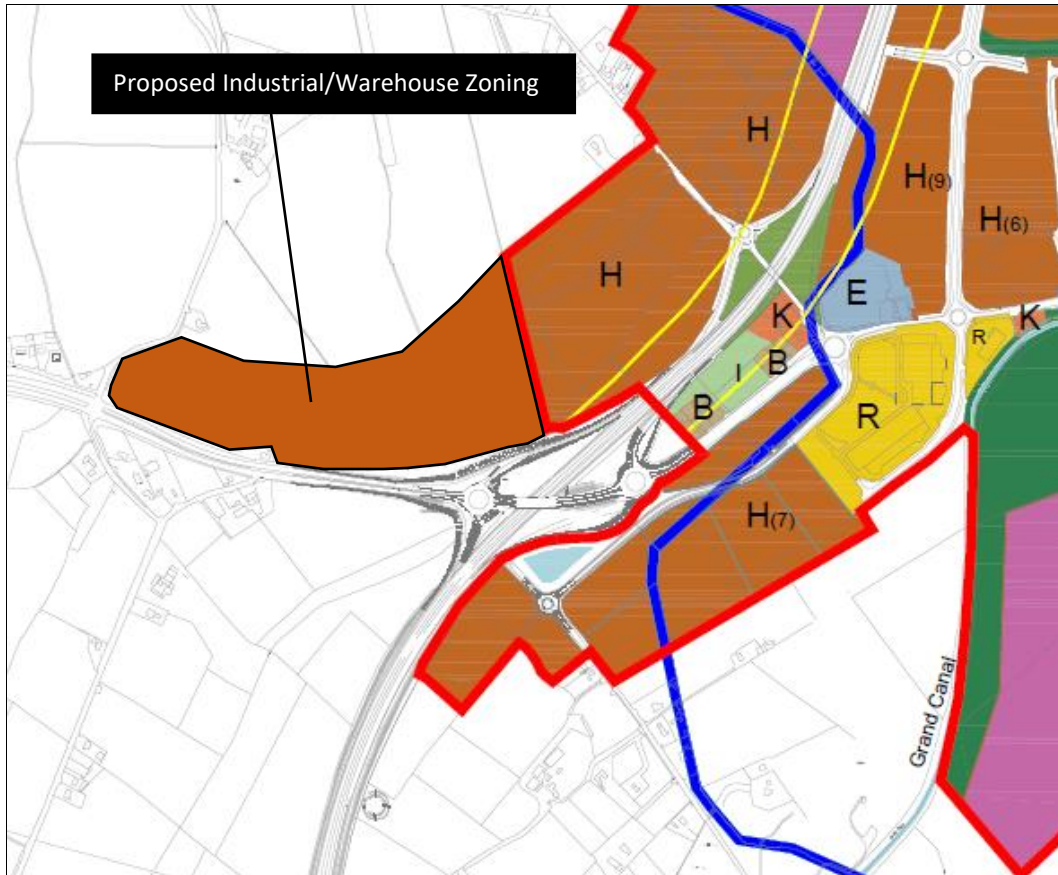 Proposed Industrial/Warehouse Zoning
H
H(9)
H(6)
H
E
K
K
R
B
I
B
R
H(7)
Grand Canal